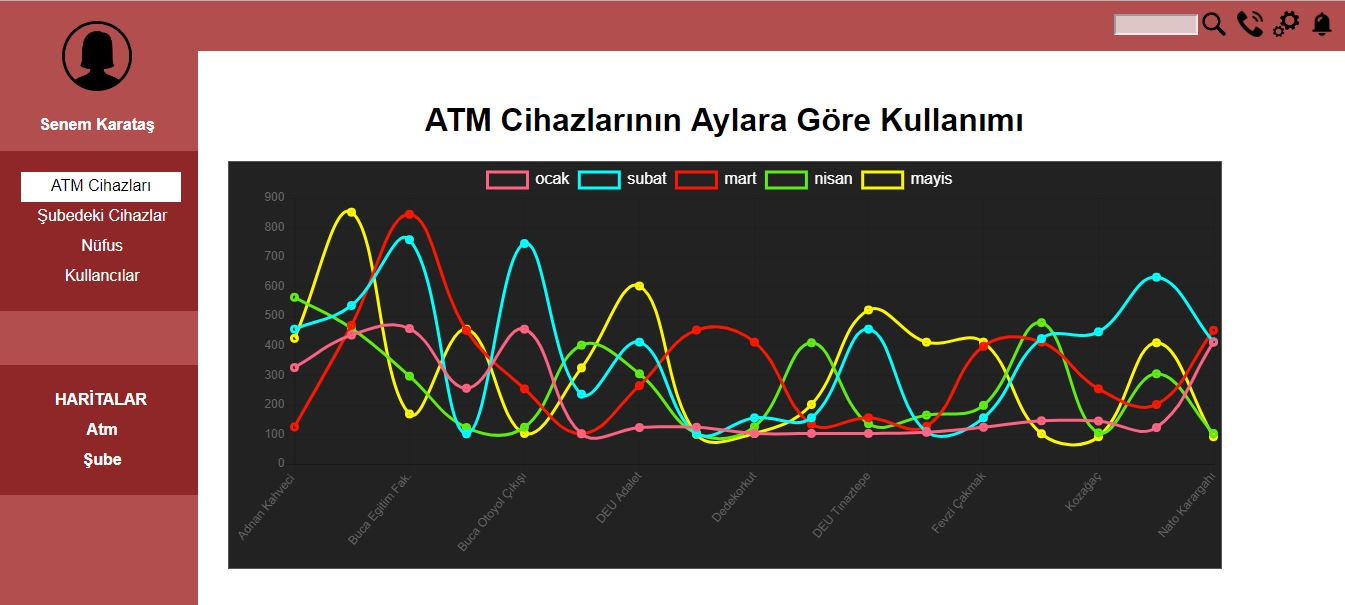 Senem Karataş
ATM Cihazları
Şubedeki Cihazlar
Nüfus
Kullancılar
HARİTALAR
Atm
Şube
ATM Cihazlarının Aylara Göre Kullanımı
ocak subat mart nisan mayis
900
800
700
600
500
400
300
200
100
0
Adnan Kahveci
Buca Egitim Fak.
Buca Otoyol Çıkışı
DEU Adalet
Dedekorkut
DEU Tınaztepe
Fevzi Çakmak
Kozağaç
Nato Karargahı